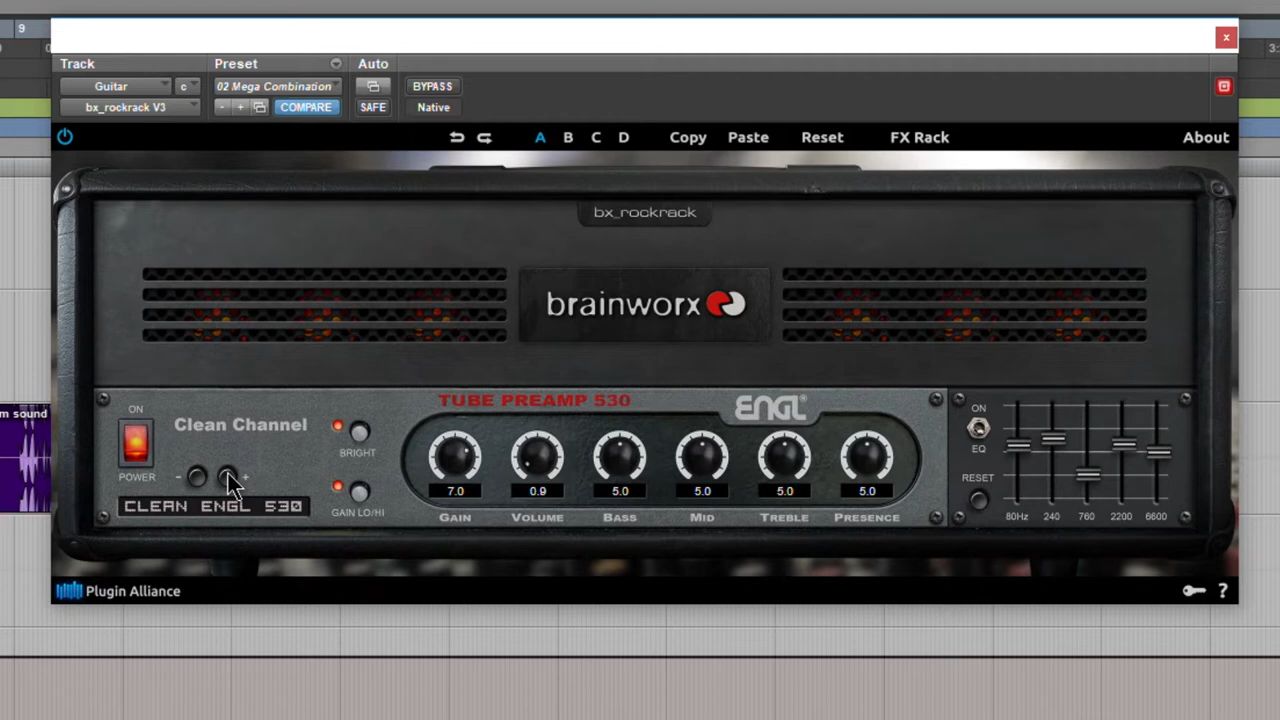 9
Track
Preset
Auto
Guitar
c
02 Mega Combination
BYPASS
bx_rockrack V3
- +
COMPARE
SAFE
Native
A B C D Copy Paste Reset FX Rack About
bx_rockrack
brainworx
m sound
ON
Clean Channel
POWER
- +
CLEAN ENGL 530
BRIGHT
GAIN LO/HI
TUBE PREAMP 530
ENGL®
7.0 0.9 5.0 5.0 5.0 5.0
GAIN VOLUME BASS MID TREBLE PRESENCE
ON
EQ
RESET
80Hz 240 760 2200 6600
Plugin Alliance
?
3:
x